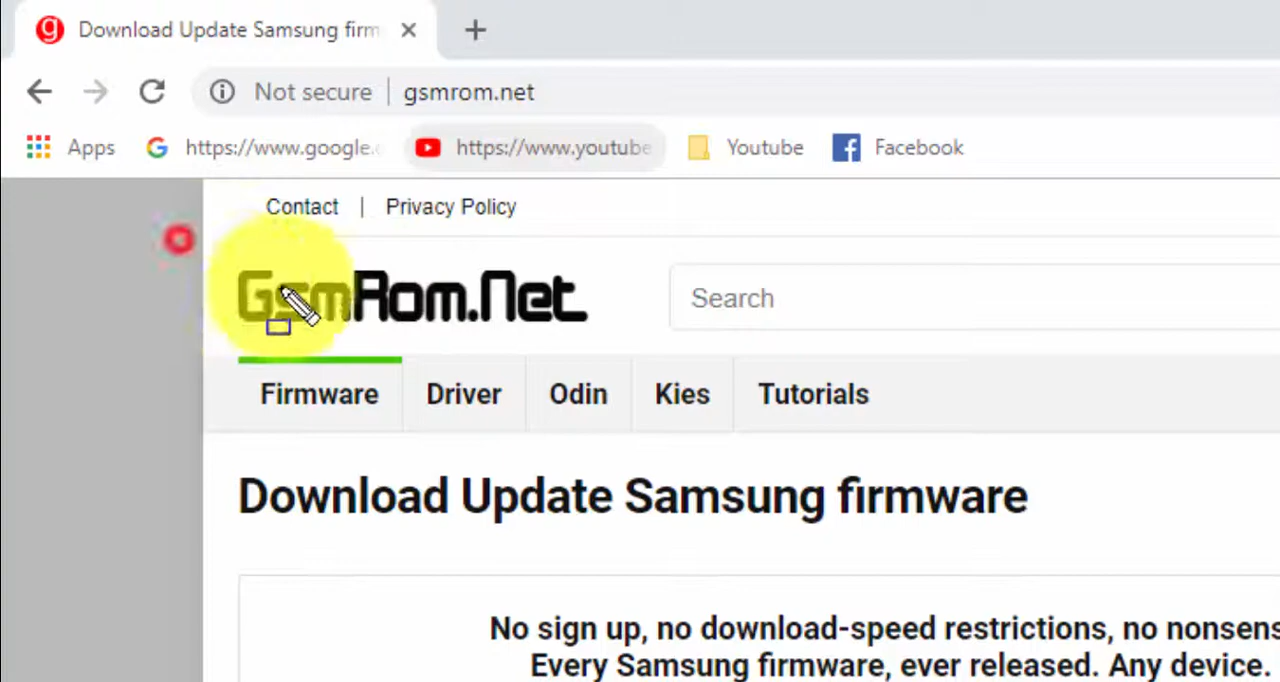 Download Update Samsung firm
Not secure | gsmrom.net
Apps https://www.google. https://www.youtube Youtube Facebook
Contact | Privacy Policy
GsmRom.Net
Search
Firmware Driver Odin Kies Tutorials
Download Update Samsung firmware
No sign up, no download-speed restrictions, no nonsens
Every Samsung firmware, ever released. Any device.